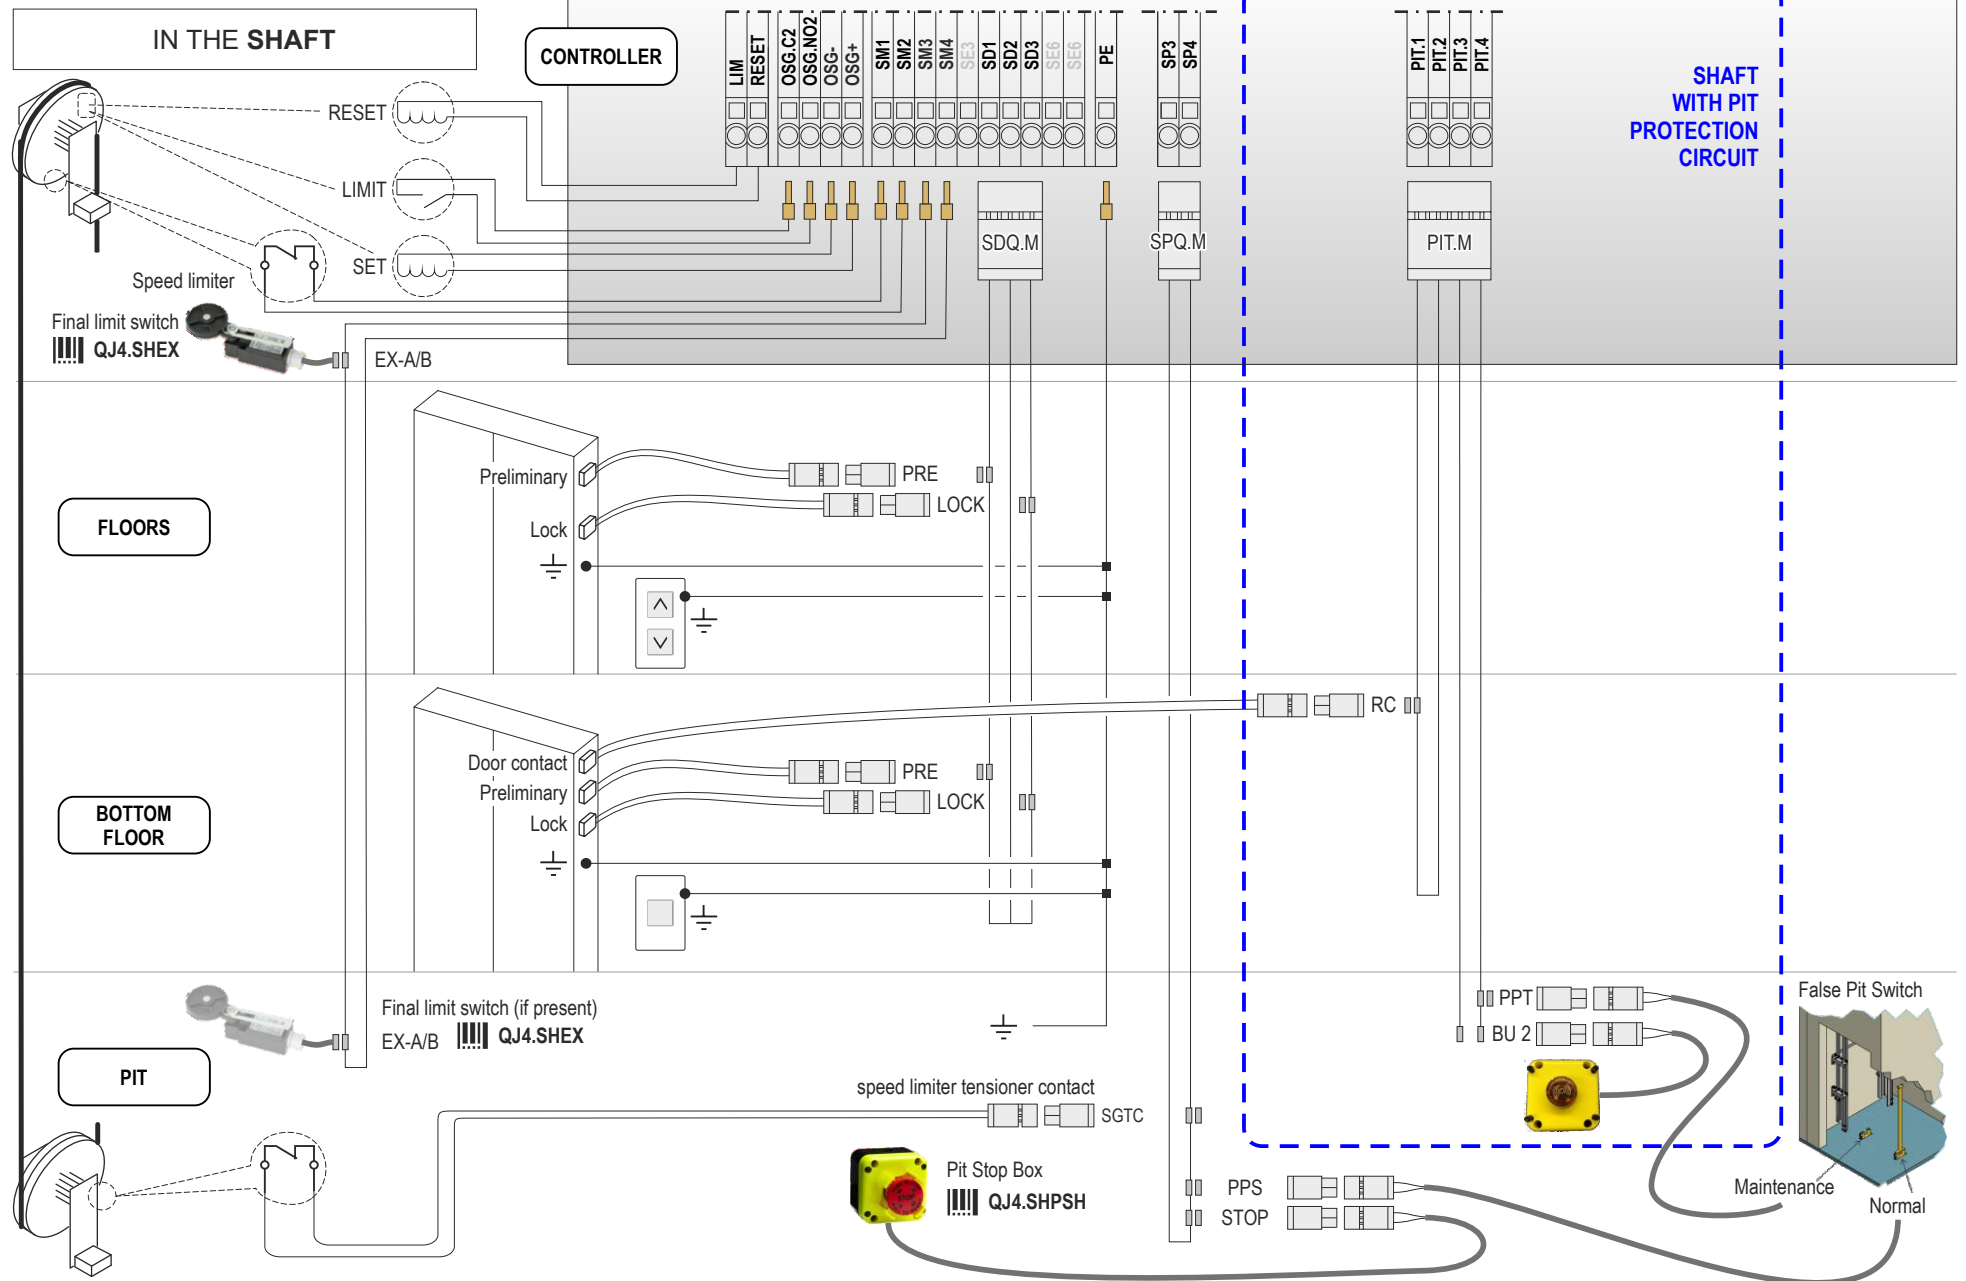 IN THE SHAFT
CONTROLLER
LIM
RESET
OSG.C2
OSG.NO2
OSG-
OSG+
SM1
SM2
SM3
SM4
SE3
SD1
SD2
SD3
SE6
SE6
PE
SP3
SP4
PIT.1
PIT.2
PIT.3
PIT.4
SHAFT
WITH PIT
PROTECTION
CIRCUIT
RESET
LIMIT
SET
SDQ.M
SPQ.M
PIT.M
Speed limiter
Final limit switch
QJ4.SHEX
EX-A/B
FLOORS
Preliminary
PRE
LOCK
Lock
BOTTOM
FLOOR
RC
Door contact
PRE
Preliminary
LOCK
Lock
PIT
Final limit switch (if present)
EX-A/B
QJ4.SHEX
PPT
BU 2
False Pit Switch
speed limiter tensioner contact
SGTC
Pit Stop Box
QJ4.SHPSH
STOP
PPS
STOP
Maintenance
Normal